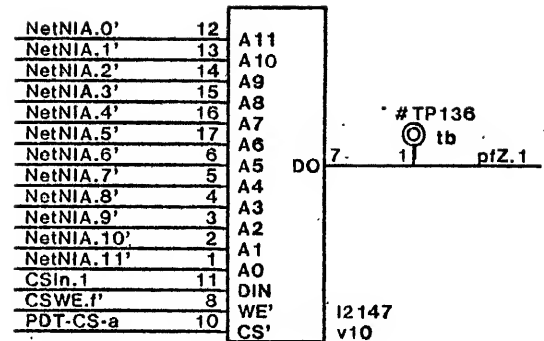 NetNIA.0' 12 A11
NetNIA.1' 13 A10
NetNIA.2' 14 A9
NetNIA.3' 15 A8
NetNIA.4' 16 A7
NetNIA.5' 17 A6
NetNIA.6' 6 A5
NetNIA.7' 5 A4
NetNIA.8' 4 A3
NetNIA.9' 3 A2
NetNIA.10' 2 A1
NetNIA.11' 1 A0
CSIn.1 11 DIN
CSWE.f' 8 WE'
PDT-CS-a 10 CS'
#TP136
tb
DO 7 1 pfZ.1
I2147
v10